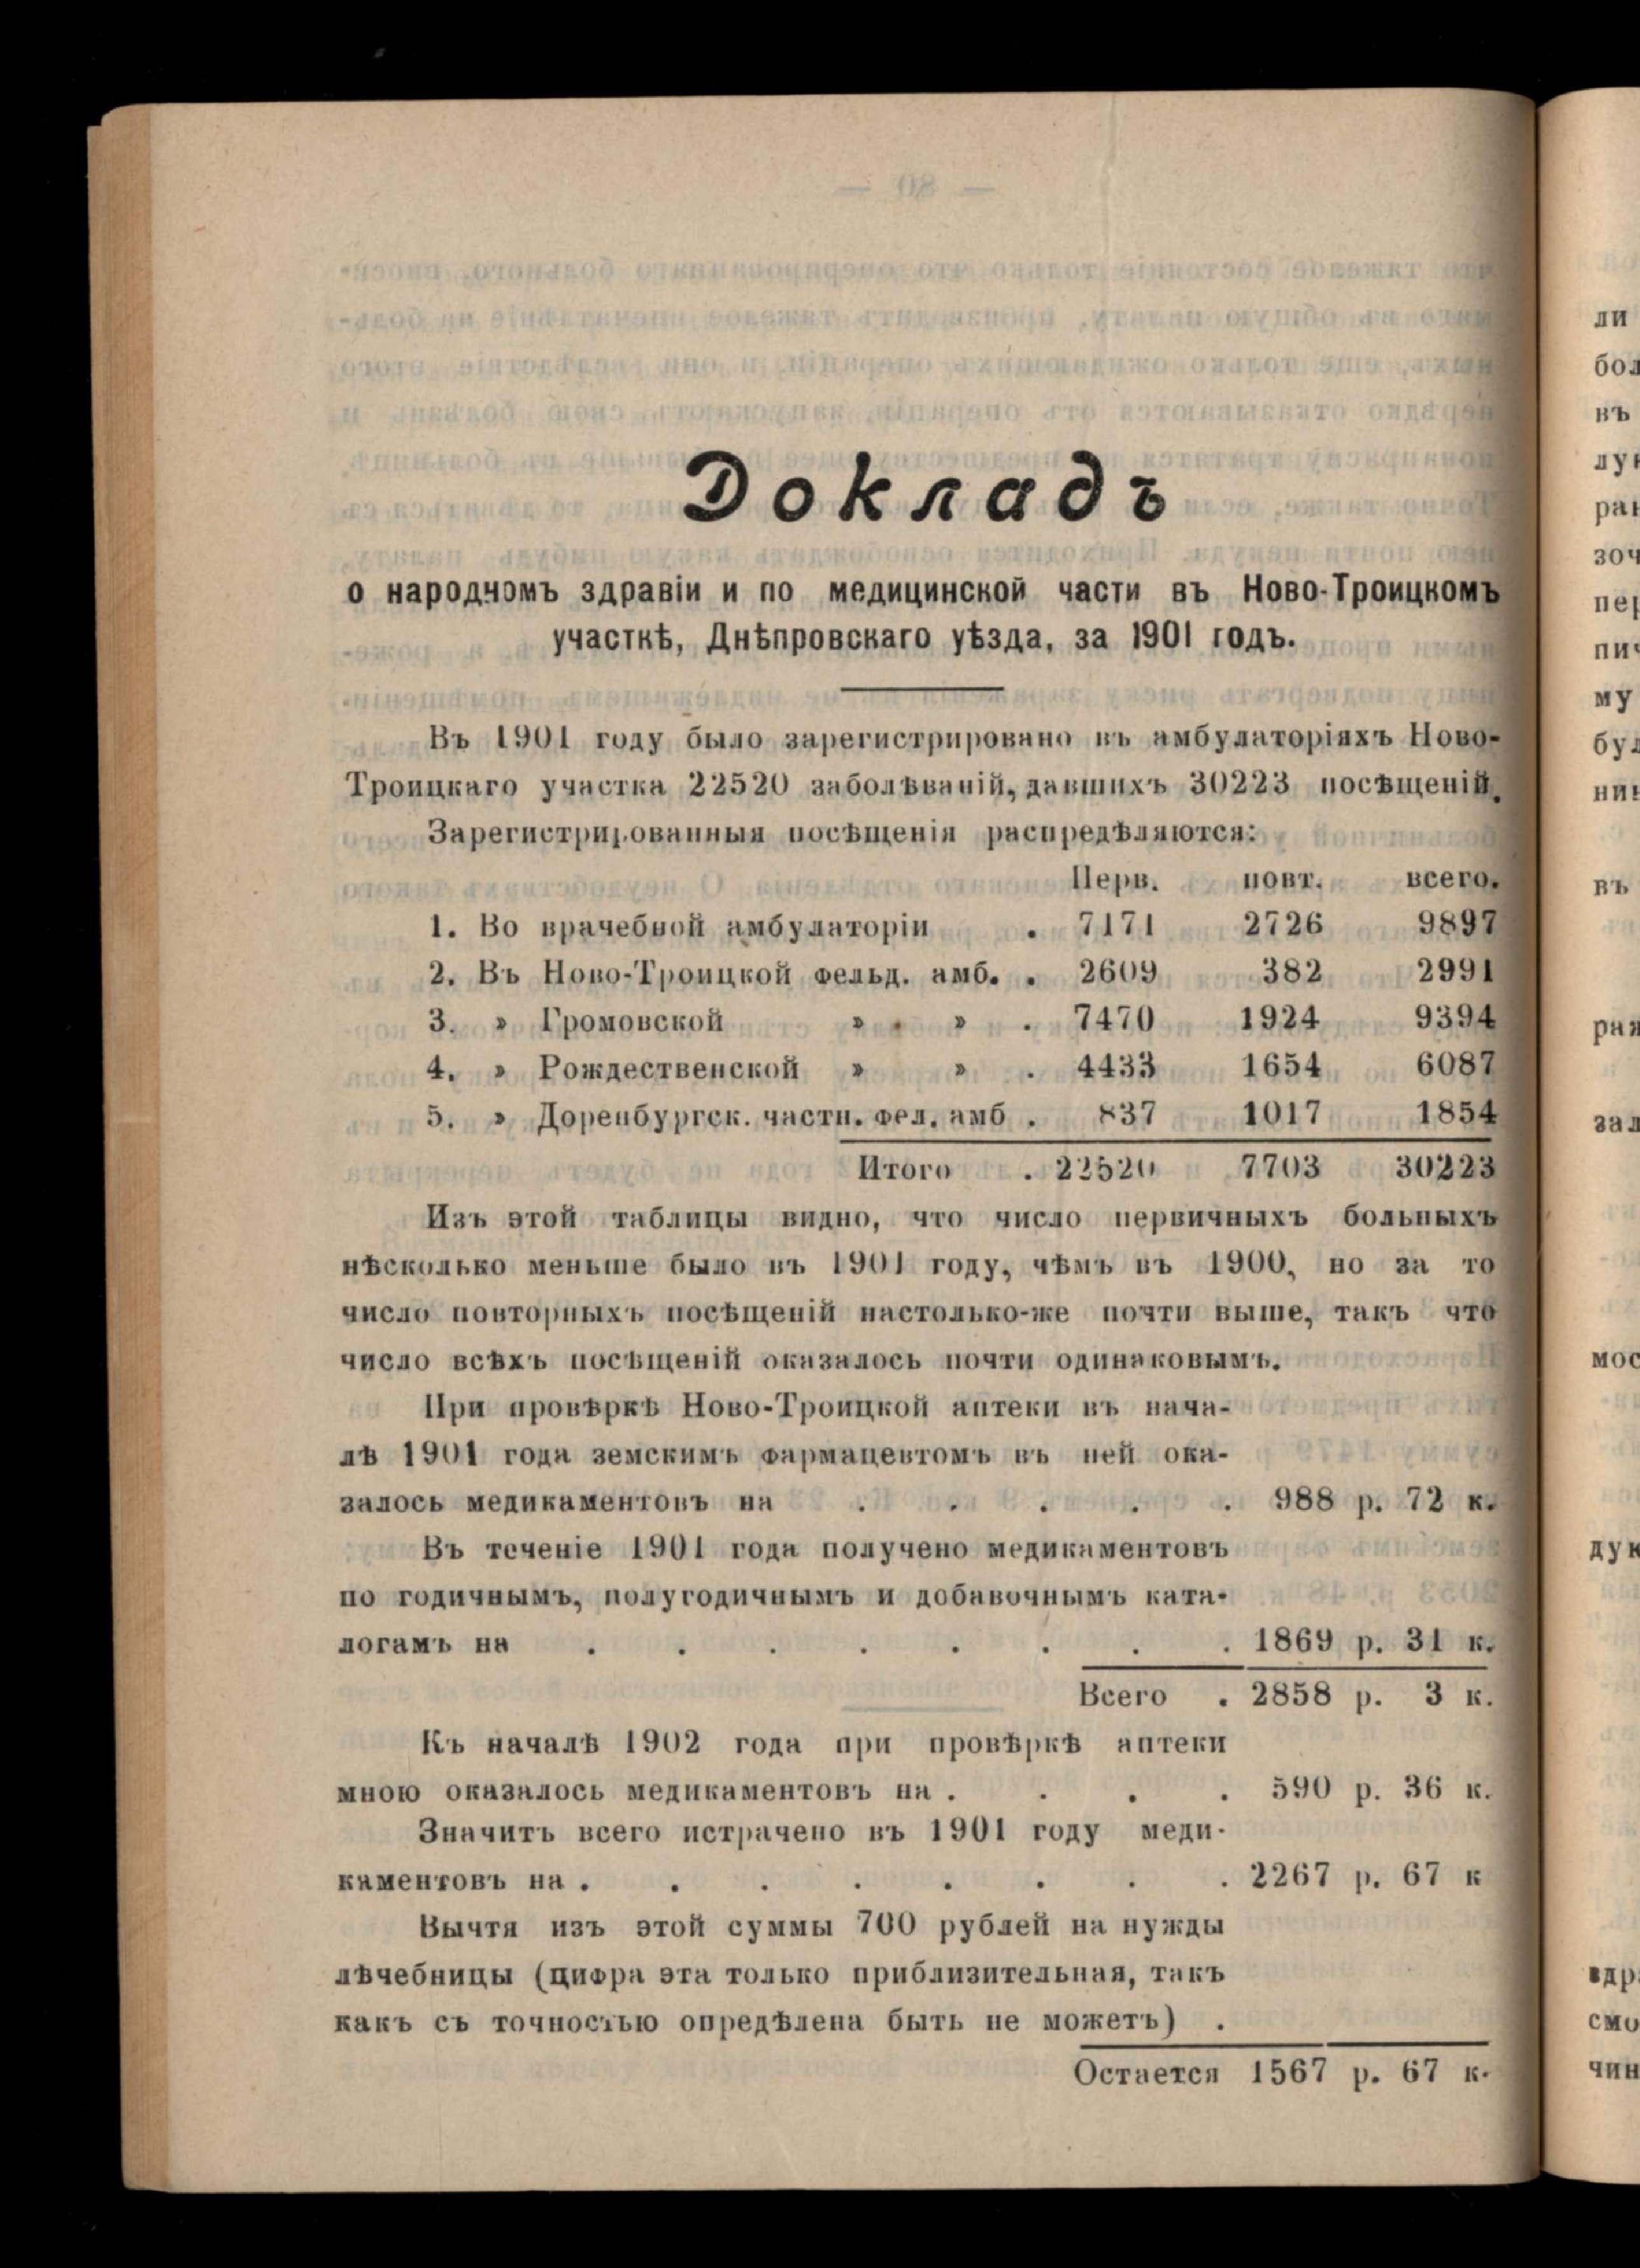 Докладъ
о народномъ здравіи и по медицинской части въ Ново-Троицкомъ
участкѣ, Днѣпровскаго уѣзда, за 1901 годъ.
Въ 1901 году было зарегистрировано въ амбулаторіяхъ Ново-
Троицкаго участка 22520 заболѣваній, давшихъ 30223 посѣщеній.
Зарегистрированныя посѣщенія распредѣляются:
Перв. повт. всего.
1. Во врачебной амбулаторіи . 7171 2726 9897
2. Въ Ново-Троицкой фельд. амб. . 2609 382 2991
3. » Громовской » » . 7470 1924 9394
4. » Рождественской » » . 4433 1654 6087
5. » Доренбургск. частн. фел. амб . 837 1017 1854
Итого . 22520 7703 30223
Изъ этой таблицы видно, что число первичныхъ больныхъ
нѣсколько меньше было въ 1901 году, чѣмъ въ 1900, но за то
число повторныхъ посѣщеній настолько-же почти выше, такъ что
число всѣхъ посѣщеній оказалось почти одинаковымъ.
При провѣркѣ Ново-Троицкой аптеки въ нача-
лѣ 1901 года земскимъ фармацевтомъ въ ней ока-
залось медикаментовъ на . . . . . 988 р. 72 к.
Въ теченіе 1901 года получено медикаментовъ
по годичнымъ, полугодичнымъ и добавочнымъ ката-
логамъ на . . . . . . . . 1869 р. 31 к.
Всего . 2858 р. 3 к.
Къ началѣ 1902 года при провѣркѣ аптеки
мною оказалось медикаментовъ на . . . . 590 р. 36 к.
Значитъ всего истрачено въ 1901 году меди-
каментовъ на . . . . . . . . 2267 р. 67 к
Вычтя изъ этой суммы 700 рублей на нужды
лѣчебницы (цифра эта только приблизительная, такъ
какъ съ точностью опредѣлена быть не можетъ) .
Остается 1567 р. 67 к.